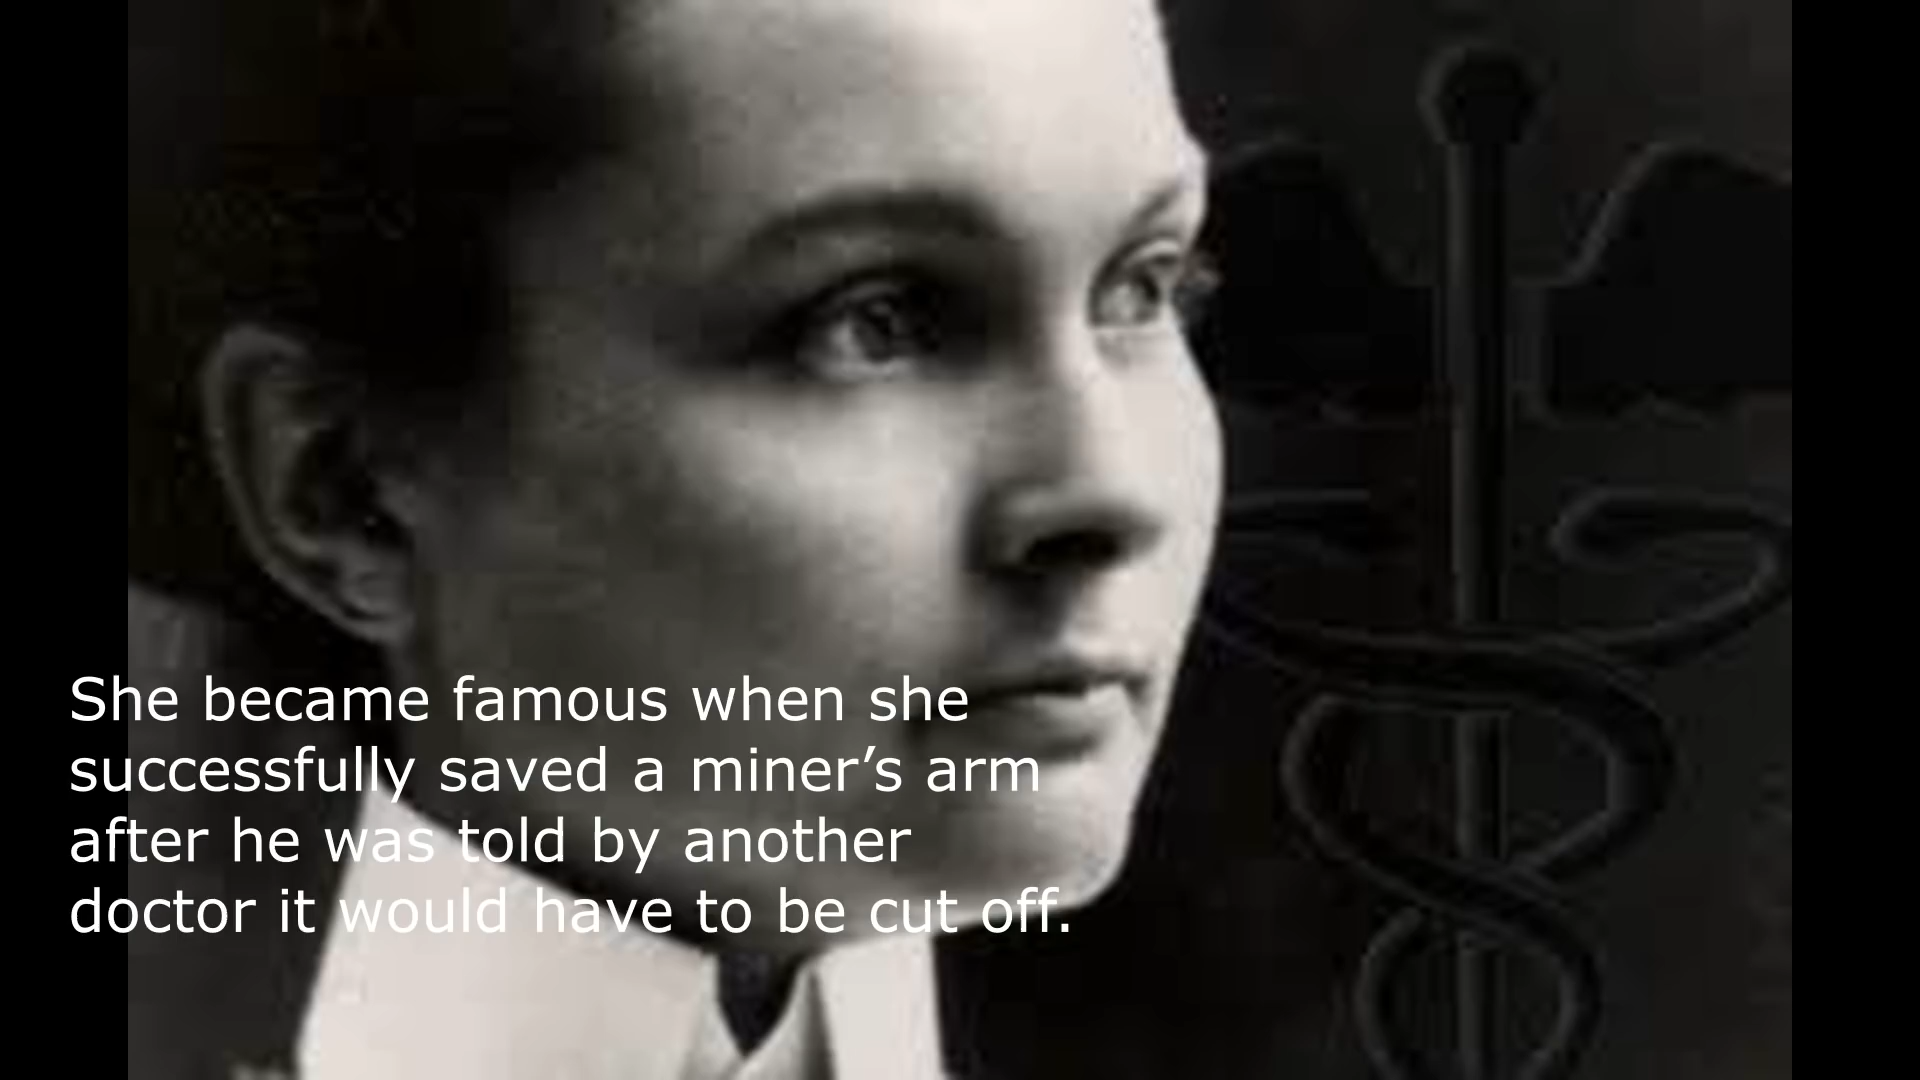 She became famous when she
successfully saved a miner’s arm
after he was told by another
doctor it would have to be cut off.